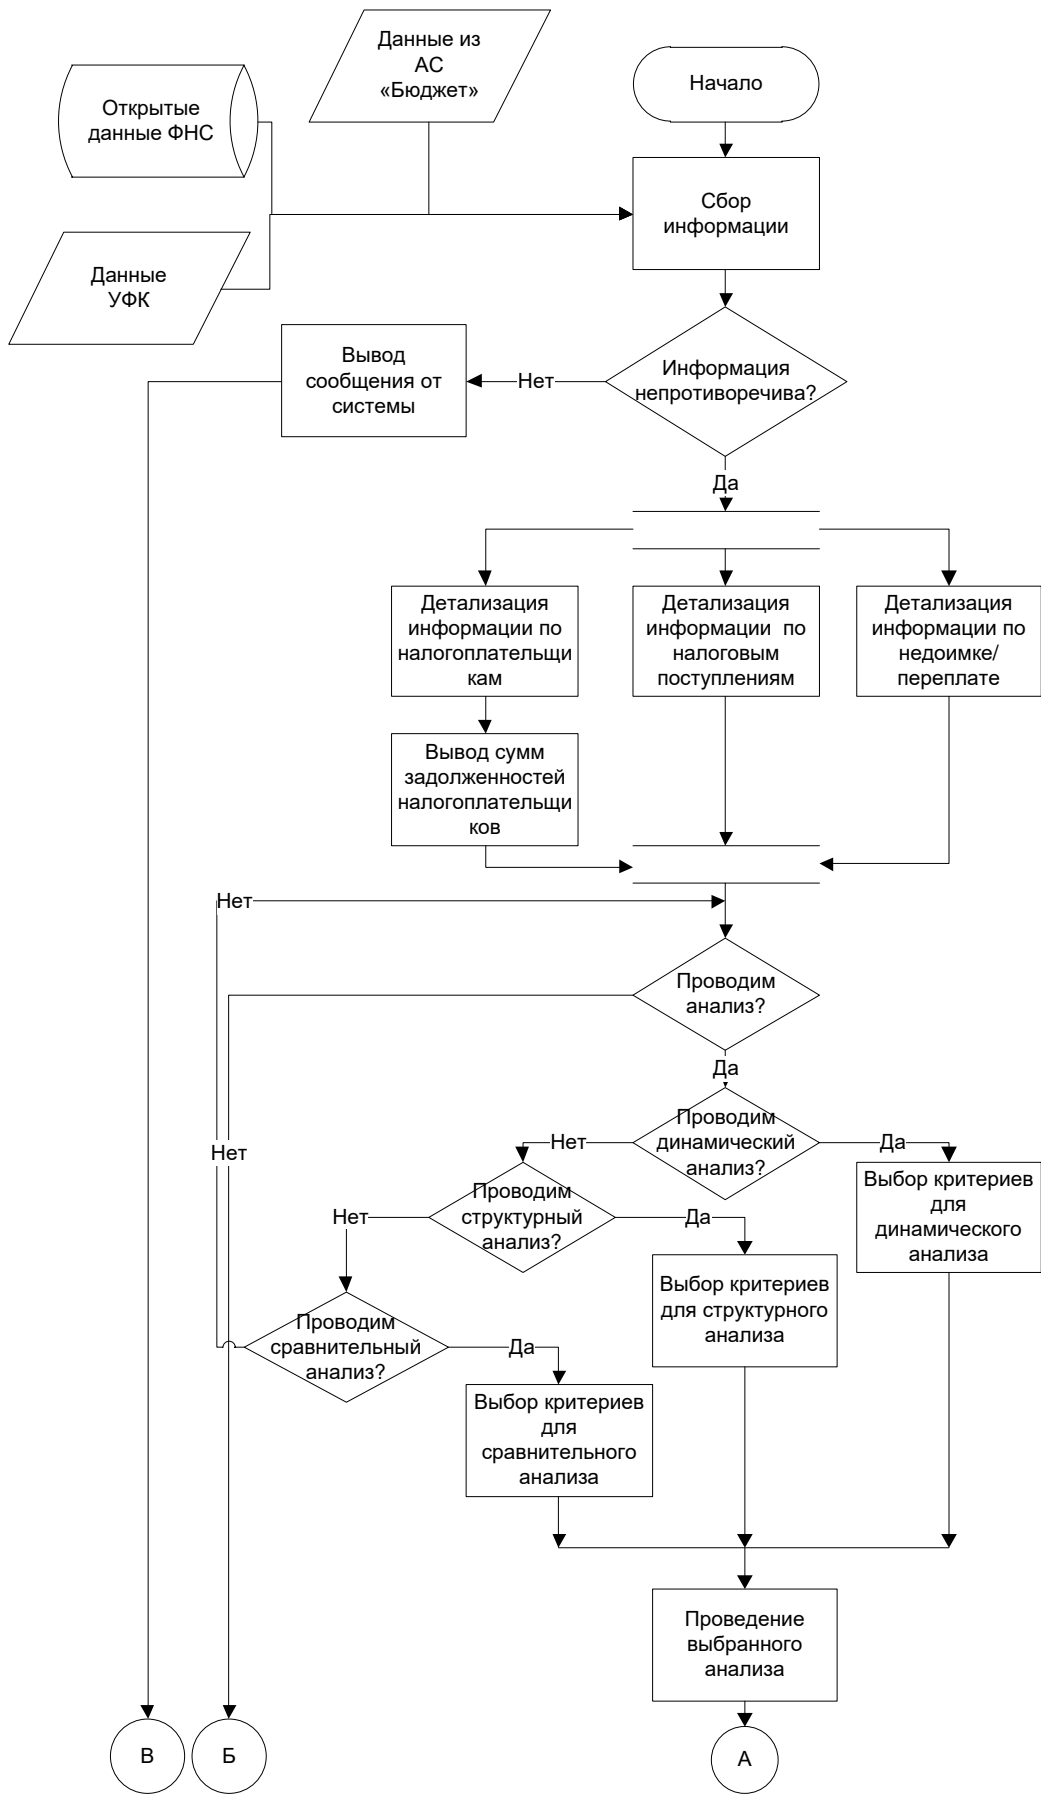 Данные из
АС
«Бюджет»
Начало
Открытые
данные ФНС
Сбор
информации
Данные
УФК
Вывод
сообщения от
системы
Нет
Информация
непротиворечива?
Да
Детализация
информации по
налогоплательщи
кам
Детализация
информации по
налоговым
поступлениям
Детализация
информации по
недоимке/
переплате
Вывод сумм
задолженностей
налогоплательщи
ков
Нет
Проводим
анализ?
Да
Нет
Проводим
динамический
анализ?
Нет
Да
Выбор критериев
для
динамического
анализа
Проводим
структурный
анализ?
Нет
Да
Выбор критериев
для структурного
анализа
Проводим
сравнительный
анализ?
Да
Выбор критериев
для
сравнительного
анализа
Проведение
выбранного
анализа
В
Б
А